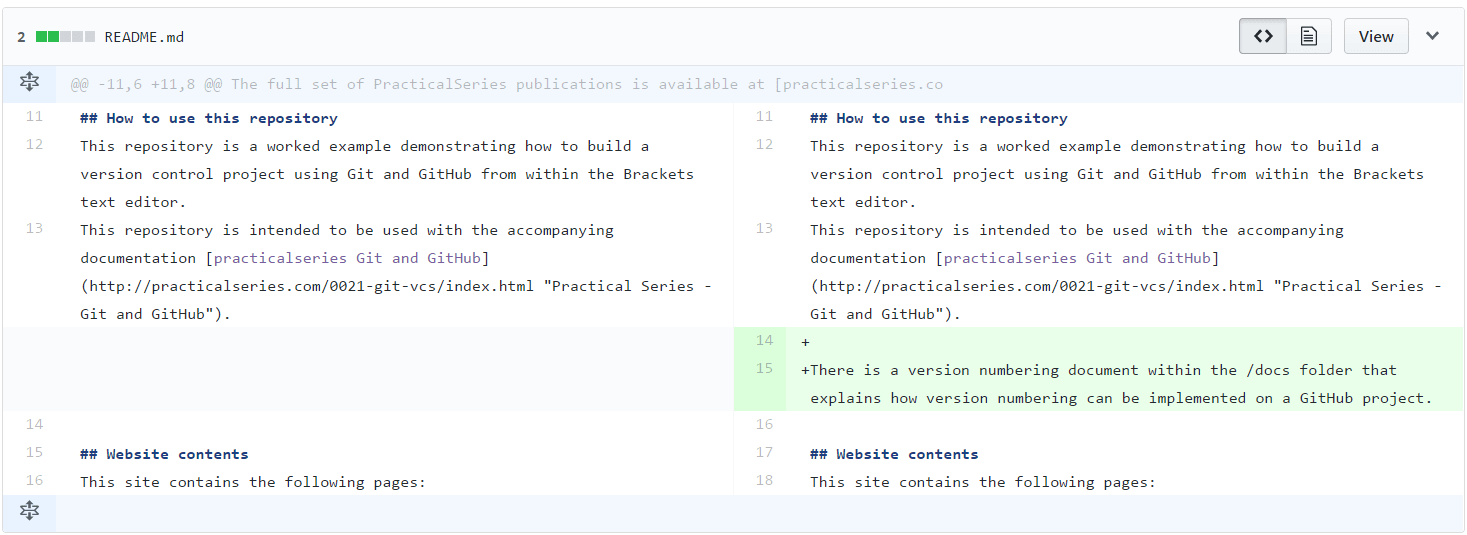 2 README.md View
@@ -11,6 +11,8 @@ The full set of PracticalSeries publications is available at [practicalseries.co
11 ## How to use this repository
12 This repository is a worked example demonstrating how to build a
version control project using Git and GitHub from within the Brackets
text editor.
13 This repository is intended to be used with the accompanying
documentation [practicalseries Git and GitHub]
(http://practicalseries.com/0021-git-vcs/index.html "Practical Series -
Git and GitHub").
14
15 ## Website contents
16 This site contains the following pages:
11 ## How to use this repository
12 This repository is a worked example demonstrating how to build a
version control project using Git and GitHub from within the Brackets
text editor.
13 This repository is intended to be used with the accompanying
documentation [practicalseries Git and GitHub]
(http://practicalseries.com/0021-git-vcs/index.html "Practical Series -
Git and GitHub").
14 +
15 +There is a version numbering document within the /docs folder that
explains how version numbering can be implemented on a GitHub project.
16
17 ## Website contents
18 This site contains the following pages: